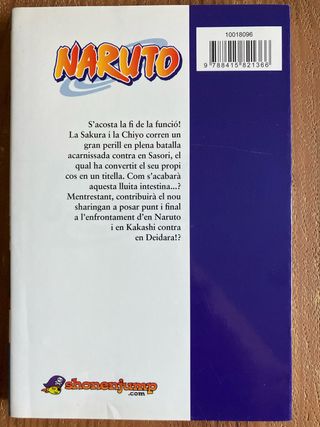 10018096
9 788415 821366
NARUTO
S'acosta la fi de la funció!
La Sakura i la Chiyo corren un
gran perill en plena batalla
acarnissada contra en Sasori, el
qual ha convertit el seu propi
cos en un titella. Com s'acabarà
aquesta lluita intestina...?
Mentrestant, contribuirà el nou
sharingan a posar punt i final
a l'enfrontament d'en Naruto
i en Kakashi contra
en Deidara!?
shonenjump
.com